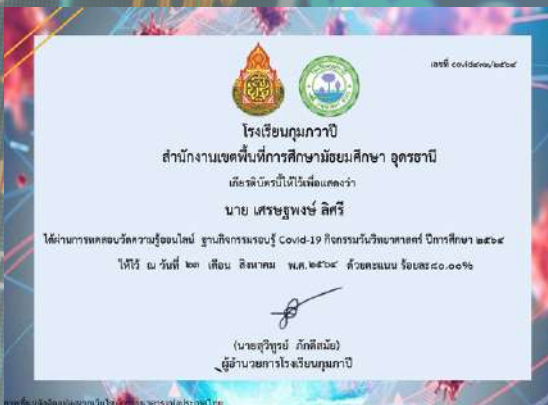 เลขที่
โรงเรียนกุมภวาปี
สำนักงานเขตพื้นที่การศึกษามัธยมศึกษา อุดรธานี
เกียรติบัตรนี้ให้ไว้เพื่อแสดงว่า
นาย เศรษฐพงษ์ ลิศรี
ได้ผ่านการทดสอบวัดความรู้ออนไลน์ ฐานกิจกรรมรอบรู้ Covid-19 กิจกรรมวันวิทยาศาสตร์ ปีการศึกษา ๒๕๖๔
ให้ไว้ ณ วันที่ ๒๓ เดือน สิงหาคม พ.ศ.๒๕๖๔ ด้วยคะแนน ร้อยละ๘๐.๐๐%
(นายสุวิทูรย์ ภักดีสมัย)
ผู้อำนวยการโรงเรียนกุมภาปี